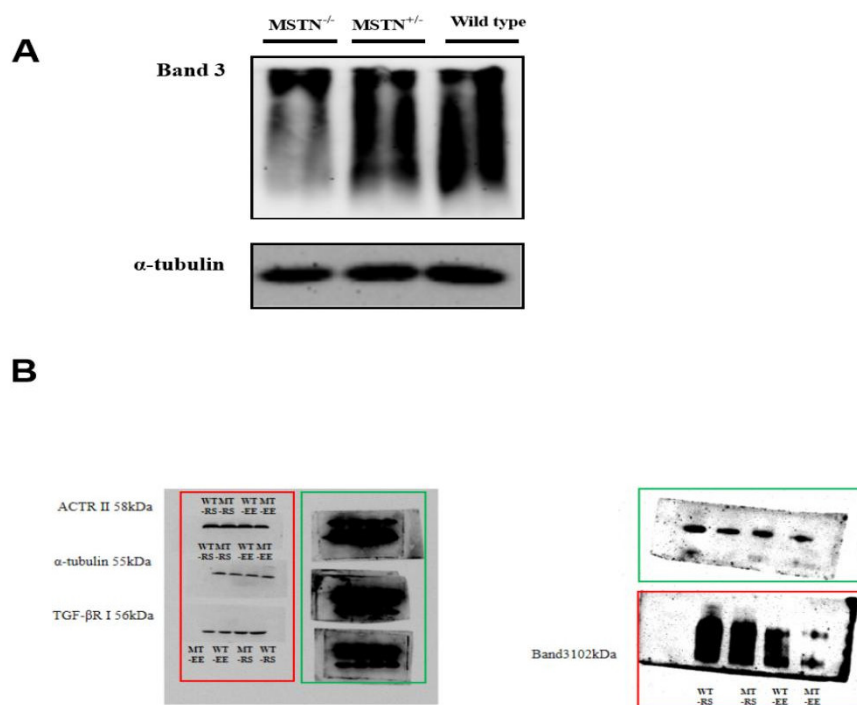 MSTN-/- MSTN+/- Wild type
A
Band 3
α-tubulin
B
ACTR II 58kDa
WT MT WT MT
-RS -RS -EE -EE
α-tubulin 55kDa
WT MT WT MT
-RS -RS -EE -EE
TGF-βR I 56kDa
MT WT MT WT
-EE -EE -RS -RS
Band3102kDa
WT MT WT MT
-RS -RS -EE -EE